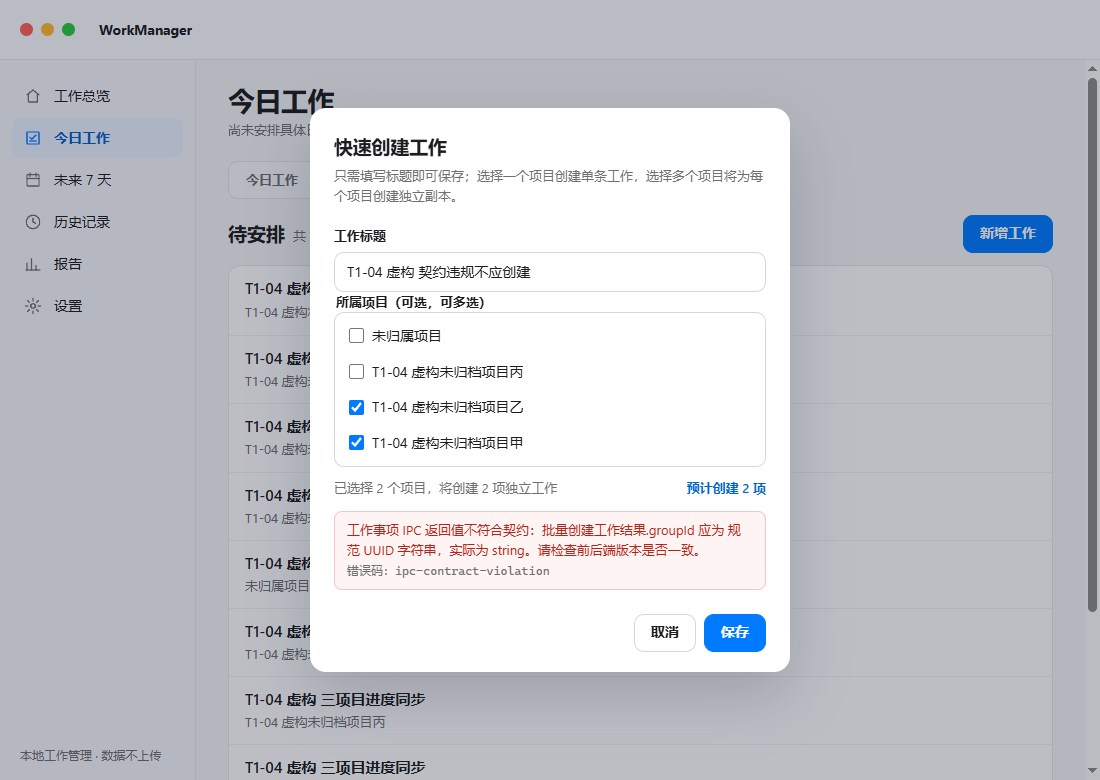 WorkManager
工作总览
今日工作
未来 7 天
历史记录
报告
设置
本地工作管理 · 数据不上传
今日工作
尚未安排具体
今日工作
待安排 共
新增工作
T1-04 虚构
T1-04 虚构
T1-04 虚构
T1-04 虚构
T1-04 虚构
T1-04 虚构
T1-04 虚构
T1-04 虚构
T1-04 虚构
未归属项目
T1-04 虚构
T1-04 虚构
T1-04 虚构 三项目进度同步
T1-04 虚构未归档项目丙
T1-04 虚构 三项目进度同步
快速创建工作
只需填写标题即可保存；选择一个项目创建单条工作，选择多个项目将为每
个项目创建独立副本。
工作标题
T1-04 虚构 契约违规不应创建
所属项目（可选，可多选）
未归属项目
T1-04 虚构未归档项目丙
T1-04 虚构未归档项目乙
T1-04 虚构未归档项目甲
已选择 2 个项目，将创建 2 项独立工作
预计创建 2 项
工作事项 IPC 返回值不符合契约：批量创建工作结果.groupId 应为 规
范 UUID 字符串，实际为 string。请检查前后端版本是否一致。
错误码：ipc-contract-violation
取消
保存